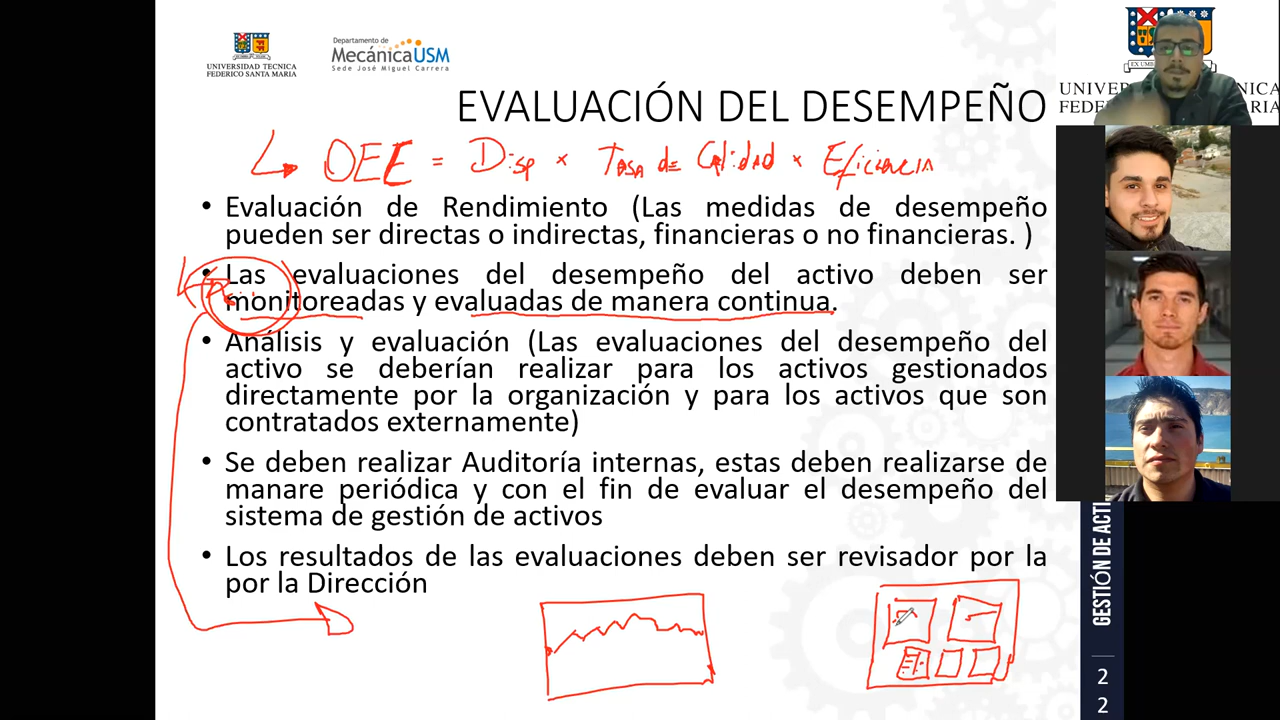 UNIVERSIDAD TECNICA
FEDERICO SANTA MARIA
Departamento de
MecánicaUSM
Sede José Miguel Carrera
EVALUACIÓN DEL DESEMPEÑO
OEE = Disp × Tasa de Calidad × Eficiencia
• Evaluación de Rendimiento (Las medidas de desempeño
pueden ser directas o indirectas, financieras o no financieras. )
• Las evaluaciones del desempeño del activo deben ser
monitoreadas y evaluadas de manera continua.
• Análisis y evaluación (Las evaluaciones del desempeño del
activo se deberían realizar para los activos gestionados
directamente por la organización y para los activos que son
contratados externamente)
• Se deben realizar Auditoría internas, estas deben realizarse de
manare periódica y con el fin de evaluar el desempeño del
sistema de gestión de activos
• Los resultados de las evaluaciones deben ser revisador por la
por la Dirección
GESTIÓN DE ACTI
2
2